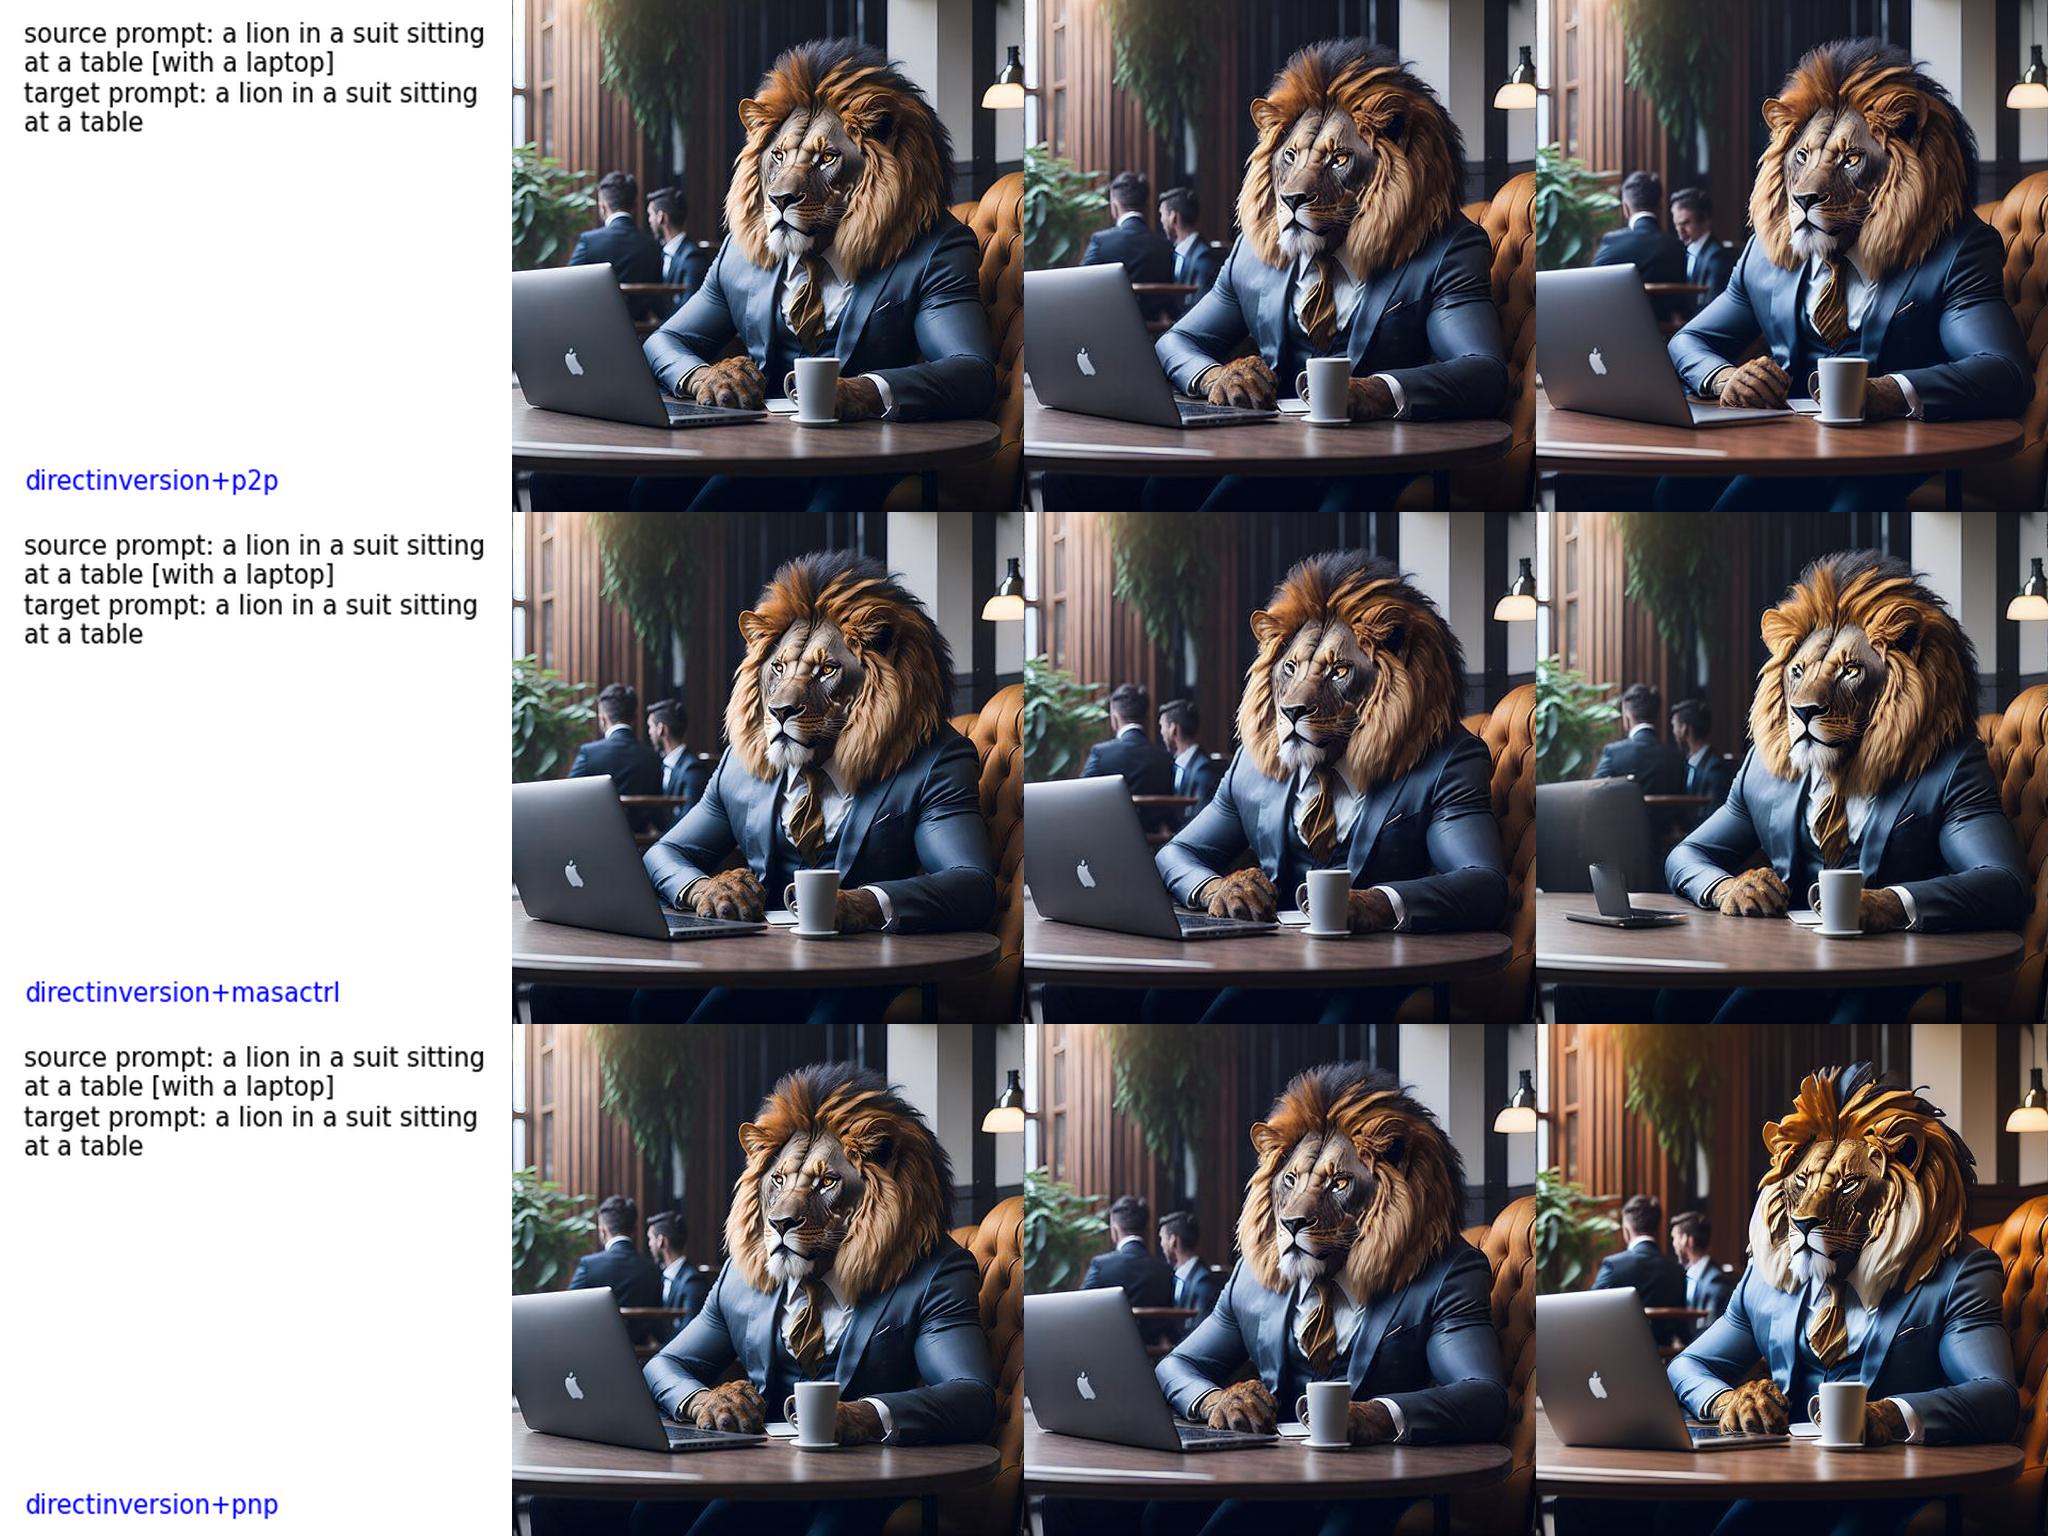 source prompt: a lion in a suit sitting
at a table [with a laptop]
target prompt: a lion in a suit sitting
at a table
directinversion+p2p
source prompt: a lion in a suit sitting
at a table [with a laptop]
target prompt: a lion in a suit sitting
at a table
directinversion+masactrl
source prompt: a lion in a suit sitting
at a table [with a laptop]
target prompt: a lion in a suit sitting
at a table
directinversion+pnp